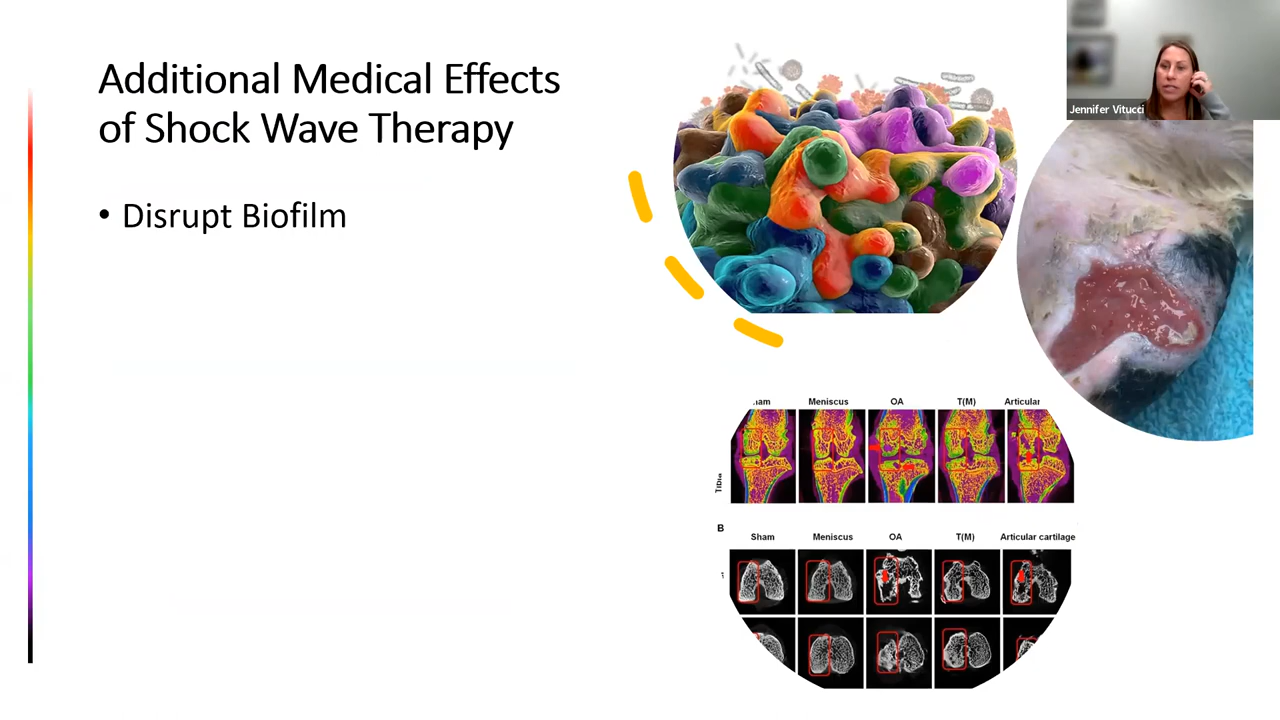 Additional Medical Effects
of Shock Wave Therapy
• Disrupt Biofilm
Jennifer Vitucci
Meniscus
OA
T(M)
Articular
B
Sham
Meniscus
OA
T(M)
Articular cartilage